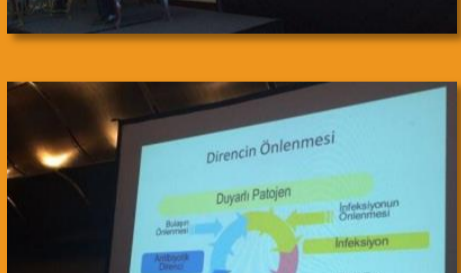 Direncin Önlenmesi
Duyarlı Patojen
Bulaşın
Önlenmesi
İnfeksiyonun
Önlenmesi
İnfeksiyon
Antibiyotik
Direnci